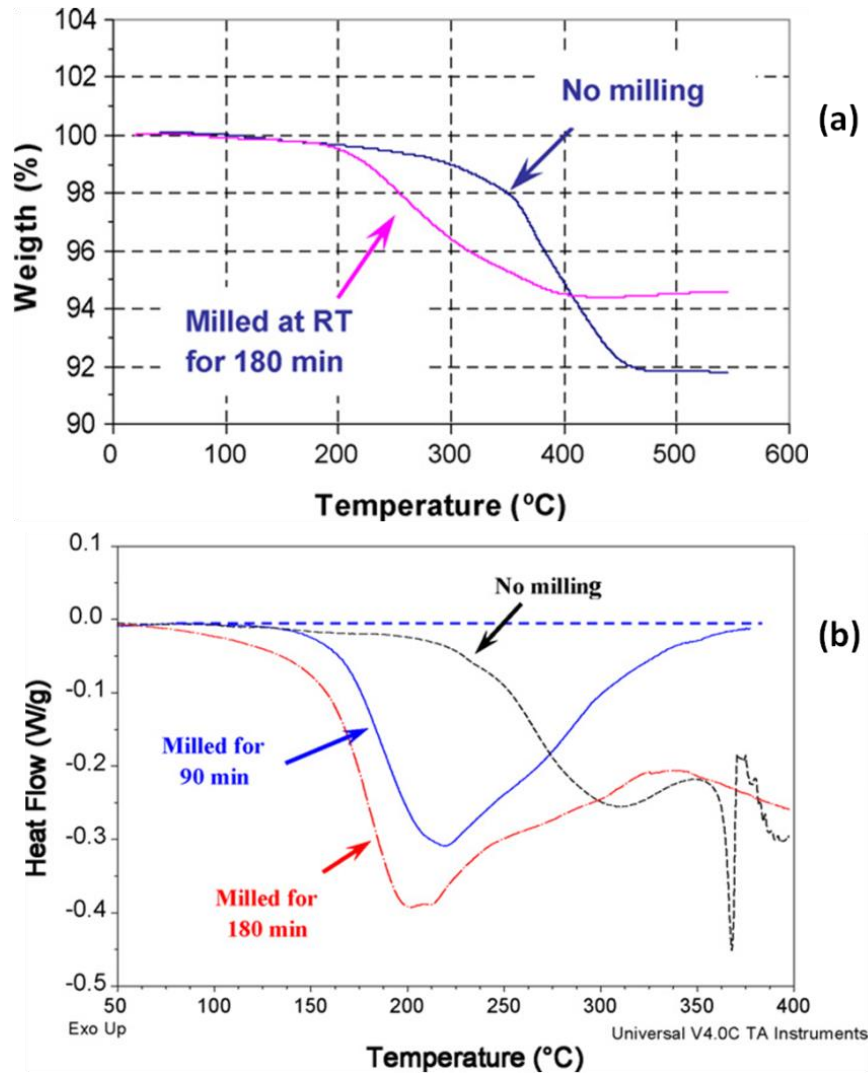 104
102
100
98
96
94
92
90
Weigth (%)
No milling
(a)
Milled at RT
for 180 min
0 100 200 300 400 500 600
Temperature (ºC)
0.1
0.0
-0.1
-0.2
-0.3
-0.4
-0.5
Heat Flow (W/g)
No milling
(b)
Milled for
90 min
Milled for
180 min
50 100 150 200 250 300 350 400
Exo Up
Universal V4.0C TA Instruments
Temperature (°C)